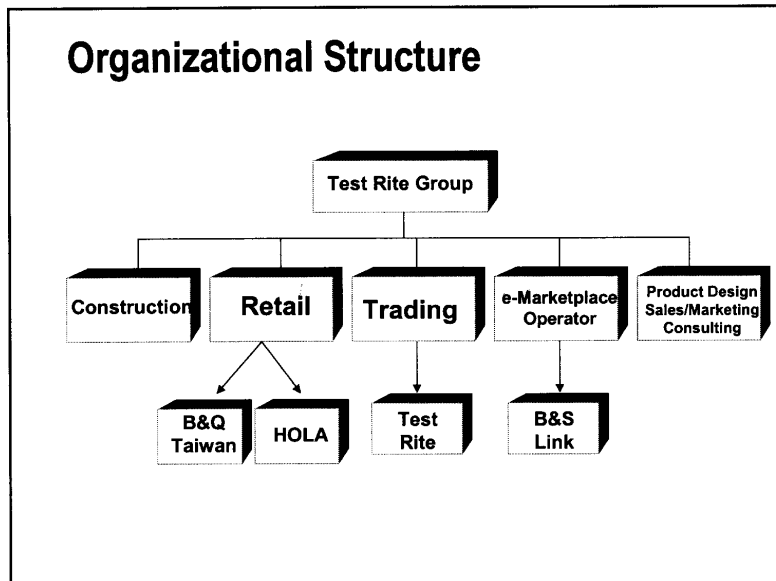 Organizational Structure
Test Rite Group
Construction
Retail
Trading
e-Marketplace
Operator
Product Design
Sales/Marketing
Consulting
B&Q
Taiwan
HOLA
Test
Rite
B&S
Link